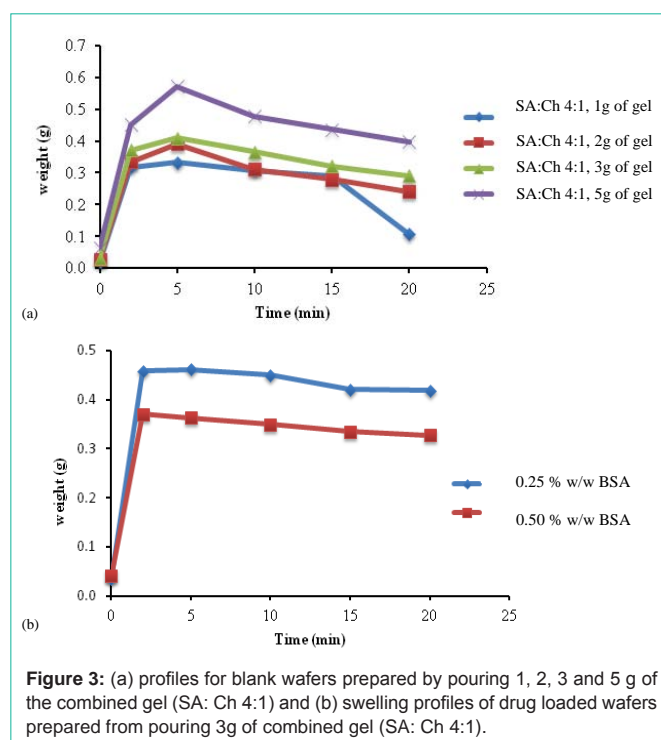 0.7
0.6
0.5
0.4
0.3
0.2
0.1
0.0
weight (g)
0 5 10 15 20 25
Time (min)
SA:Ch 4:1, 1g of gel
SA:Ch 4:1, 2g of gel
SA:Ch 4:1, 3g of gel
SA:Ch 4:1, 5g of gel
(a)
0.5
0.4
0.3
0.2
0.1
0.0
weight (g)
0 5 10 15 20 25
Time (min)
0.25 % w/w BSA
0.50 % w/w BSA
(b)
Figure 3: (a) profiles for blank wafers prepared by pouring 1, 2, 3 and 5 g of
the combined gel (SA: Ch 4:1) and (b) swelling profiles of drug loaded wafers
prepared from pouring 3g of combined gel (SA: Ch 4:1).